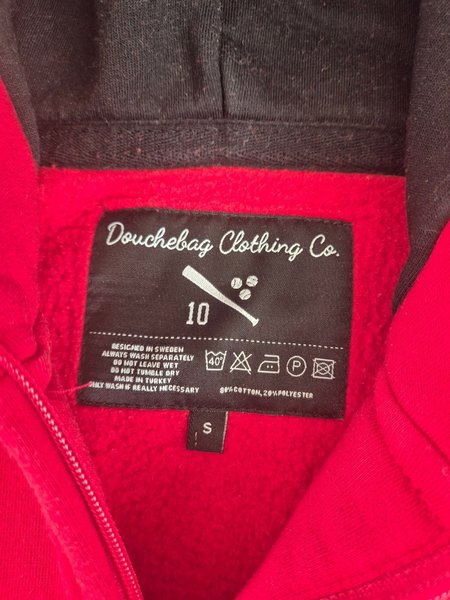 Douchebag Clothing Co.
10
DESIGNED IN SWEDEN
ALWAYS WASH SEPARATELY
DO NOT LEAVE WET
DO NOT TUMBLE DRY
MADE IN TURKEY
ONLY WASH IF REALLY NECESSARY
40°
P
80% COTTON, 20% POLYESTER
S